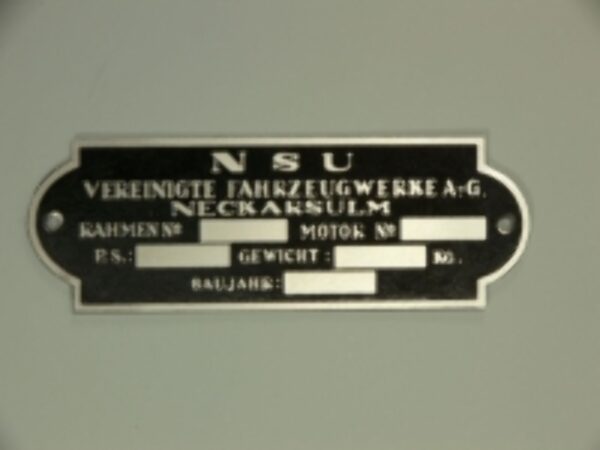 NSU
VEREINIGTE FAHRZEUGWERKE A.-G.
NECKARSULM
RAHMEN No MOTOR No
P.S.: GEWICHT: KG.
BAUJAHR: